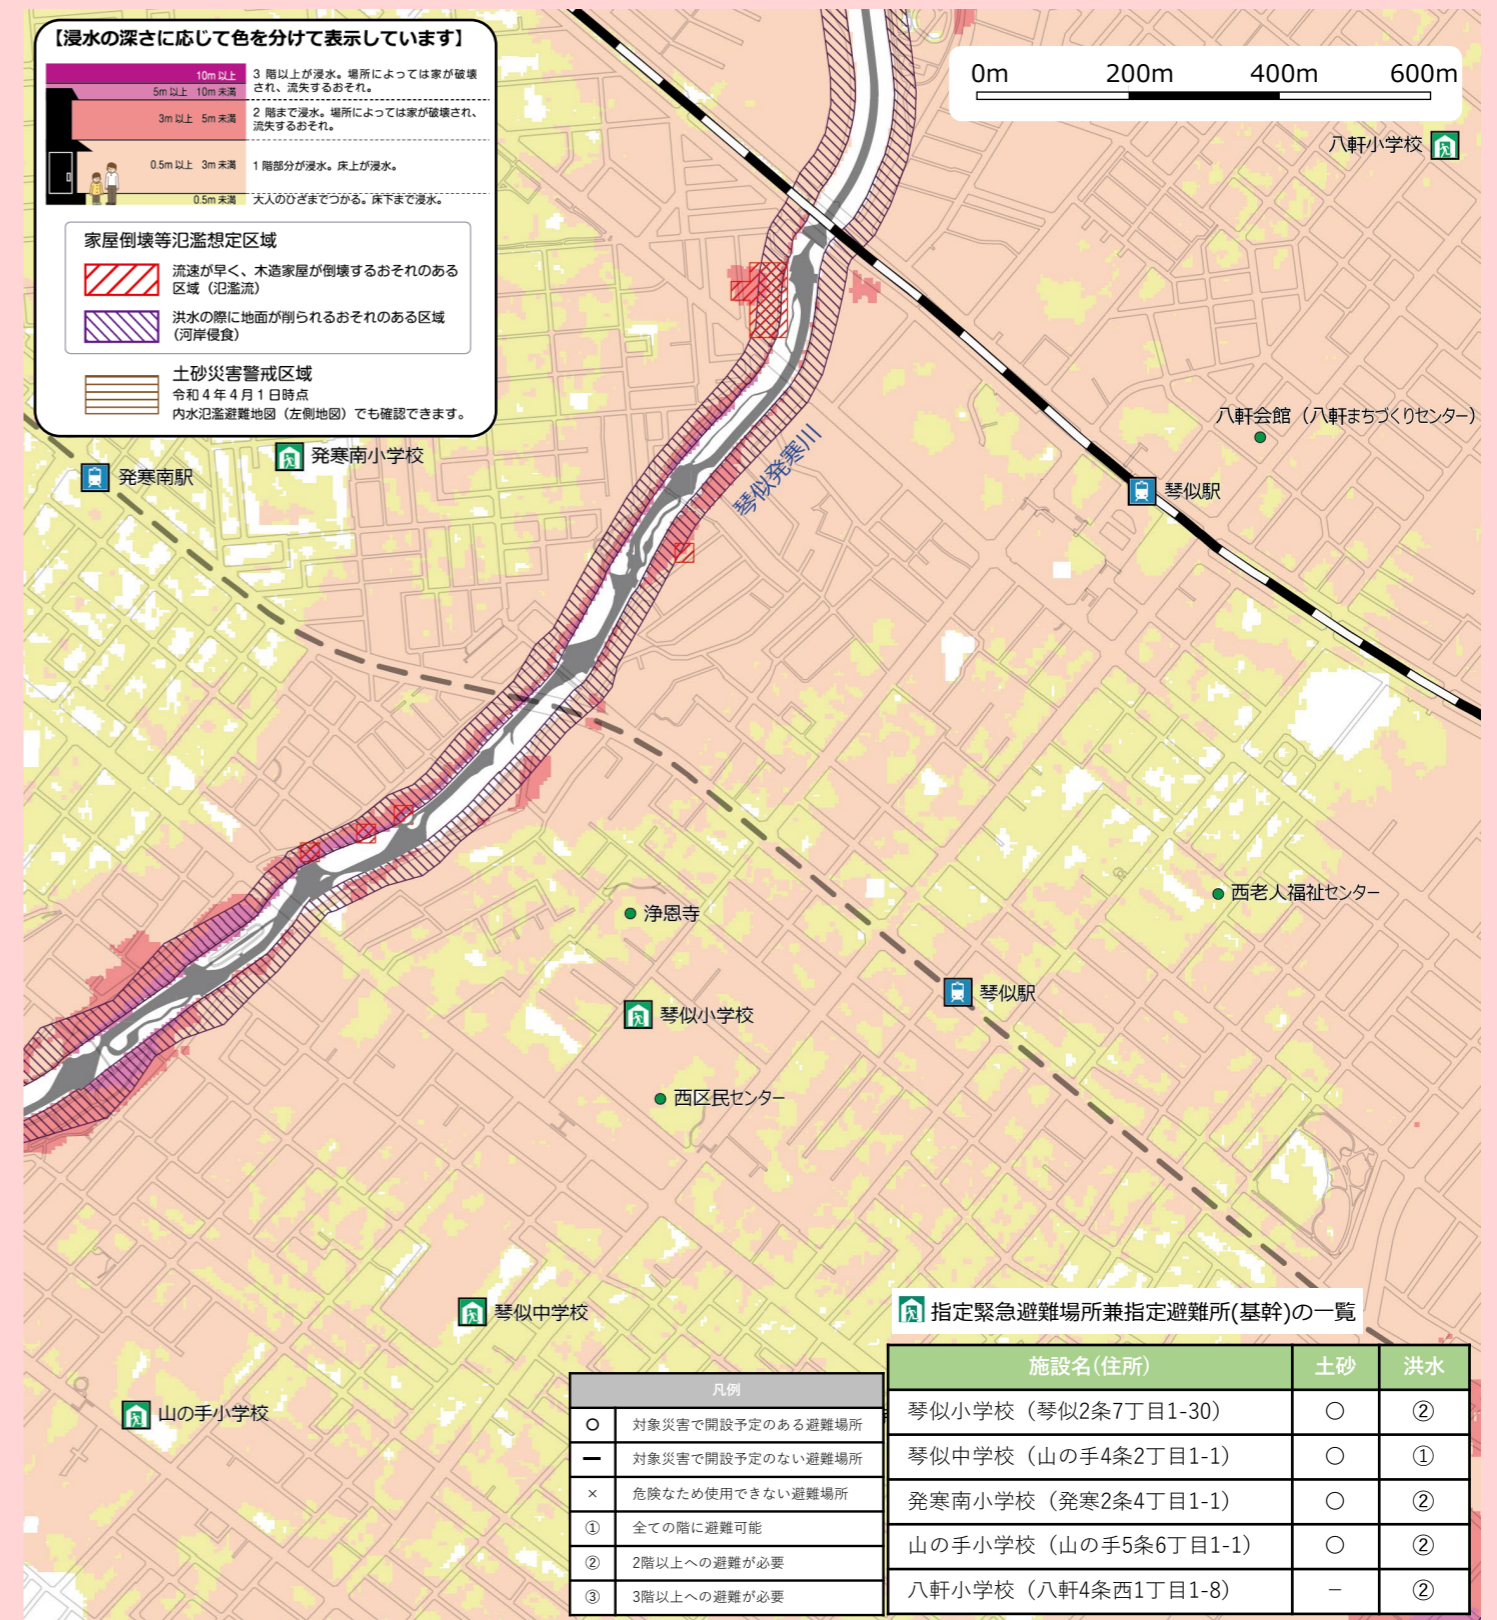 【浸水の深さに応じて色を分けて表示しています】
10m以上
3 階以上が浸水。場所によっては家が破壊
され、流失するおそれ。
5m以上 10m未満
3m以上 5m未満
2 階まで浸水。場所によっては家が破壊され、
流失するおそれ。
0.5m以上 3m未満
1 階部分が浸水。床上が浸水。
0.5m未満
大人のひざまでつかる。床下まで浸水。
家屋倒壊等氾濫想定区域
流速が早く、木造家屋が倒壊するおそれのある
区域（氾濫流）
洪水の際に地面が削られるおそれのある区域
（河岸侵食）
土砂災害警戒区域
令和4年4月1日時点
内水氾濫避難地図（左側地図）でも確認できます。
0m 200m 400m 600m
八軒小学校
八軒会館（八軒まちづくりセンター）
発寒南小学校
発寒南駅
琴似発寒川
琴似駅
西老人福祉センター
浄恩寺
琴似駅
琴似小学校
西区民センター
琴似中学校
山の手小学校
指定緊急避難場所兼指定避難所(基幹)の一覧
施設名(住所) 土砂 洪水
琴似小学校（琴似2条7丁目1-30） ○ ②
琴似中学校（山の手4条2丁目1-1） ○ ①
発寒南小学校（発寒2条4丁目1-1） ○ ②
山の手小学校（山の手5条6丁目1-1） ○ ②
八軒小学校（八軒4条西1丁目1-8） － ②
凡例
○ 対象災害で開設予定のある避難場所
ー 対象災害で開設予定のない避難場所
× 危険なため使用できない避難場所
① 全ての階に避難可能
② 2階以上への避難が必要
③ 3階以上への避難が必要